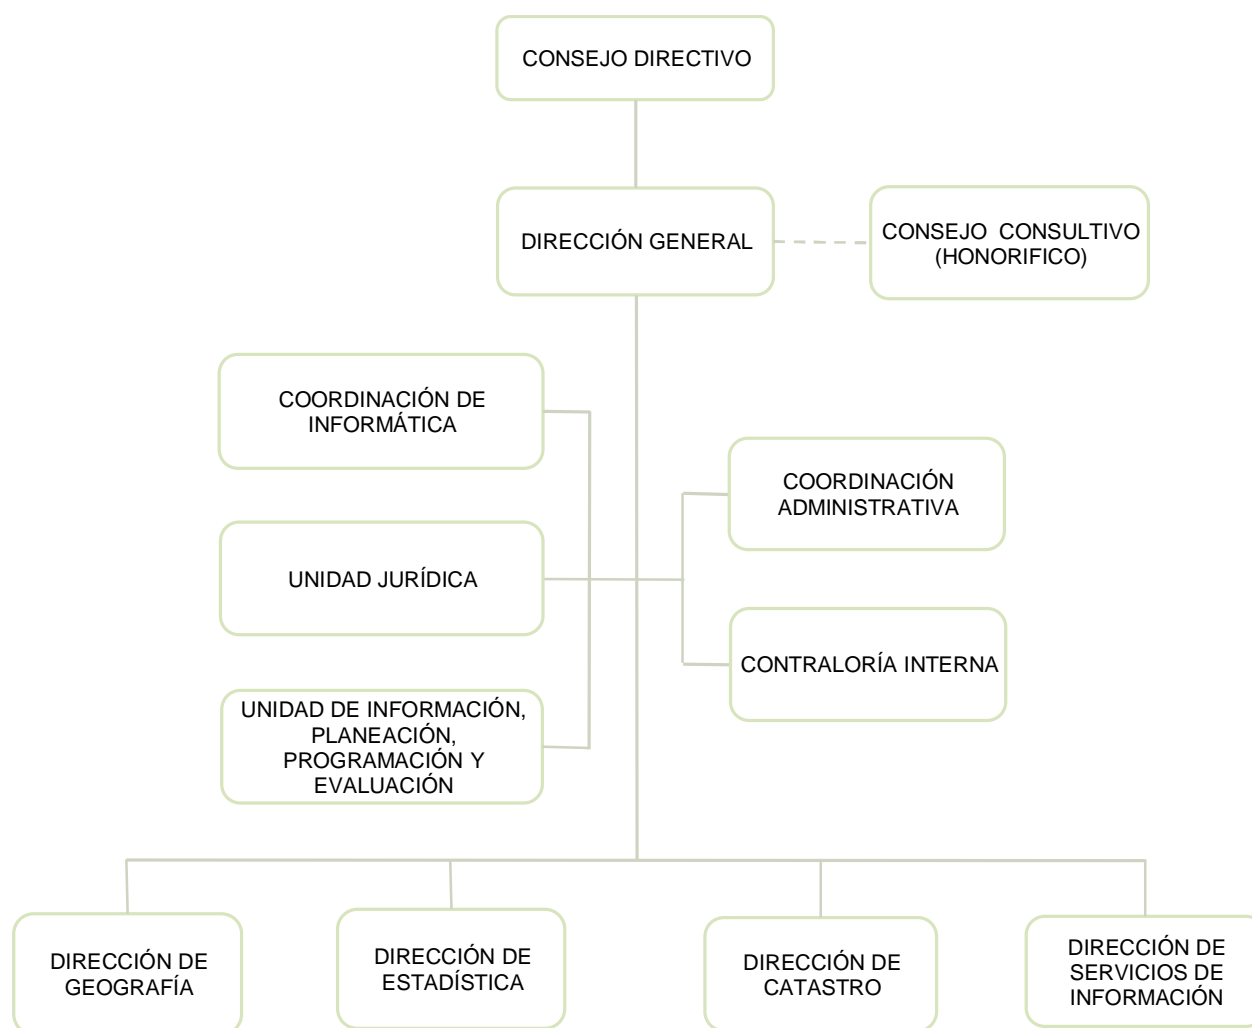 CONSEJO DIRECTIVO
DIRECCIÓN GENERAL
CONSEJO CONSULTIVO
(HONORIFICO)
COORDINACIÓN DE
INFORMÁTICA
COORDINACIÓN
ADMINISTRATIVA
UNIDAD JURÍDICA
CONTRALORÍA INTERNA
UNIDAD DE INFORMACIÓN,
PLANEACIÓN,
PROGRAMACIÓN Y
EVALUACIÓN
DIRECCIÓN DE
GEOGRAFÍA
DIRECCIÓN DE
ESTADÍSTICA
DIRECCIÓN DE
CATASTRO
DIRECCIÓN DE
SERVICIOS DE
INFORMACIÓN